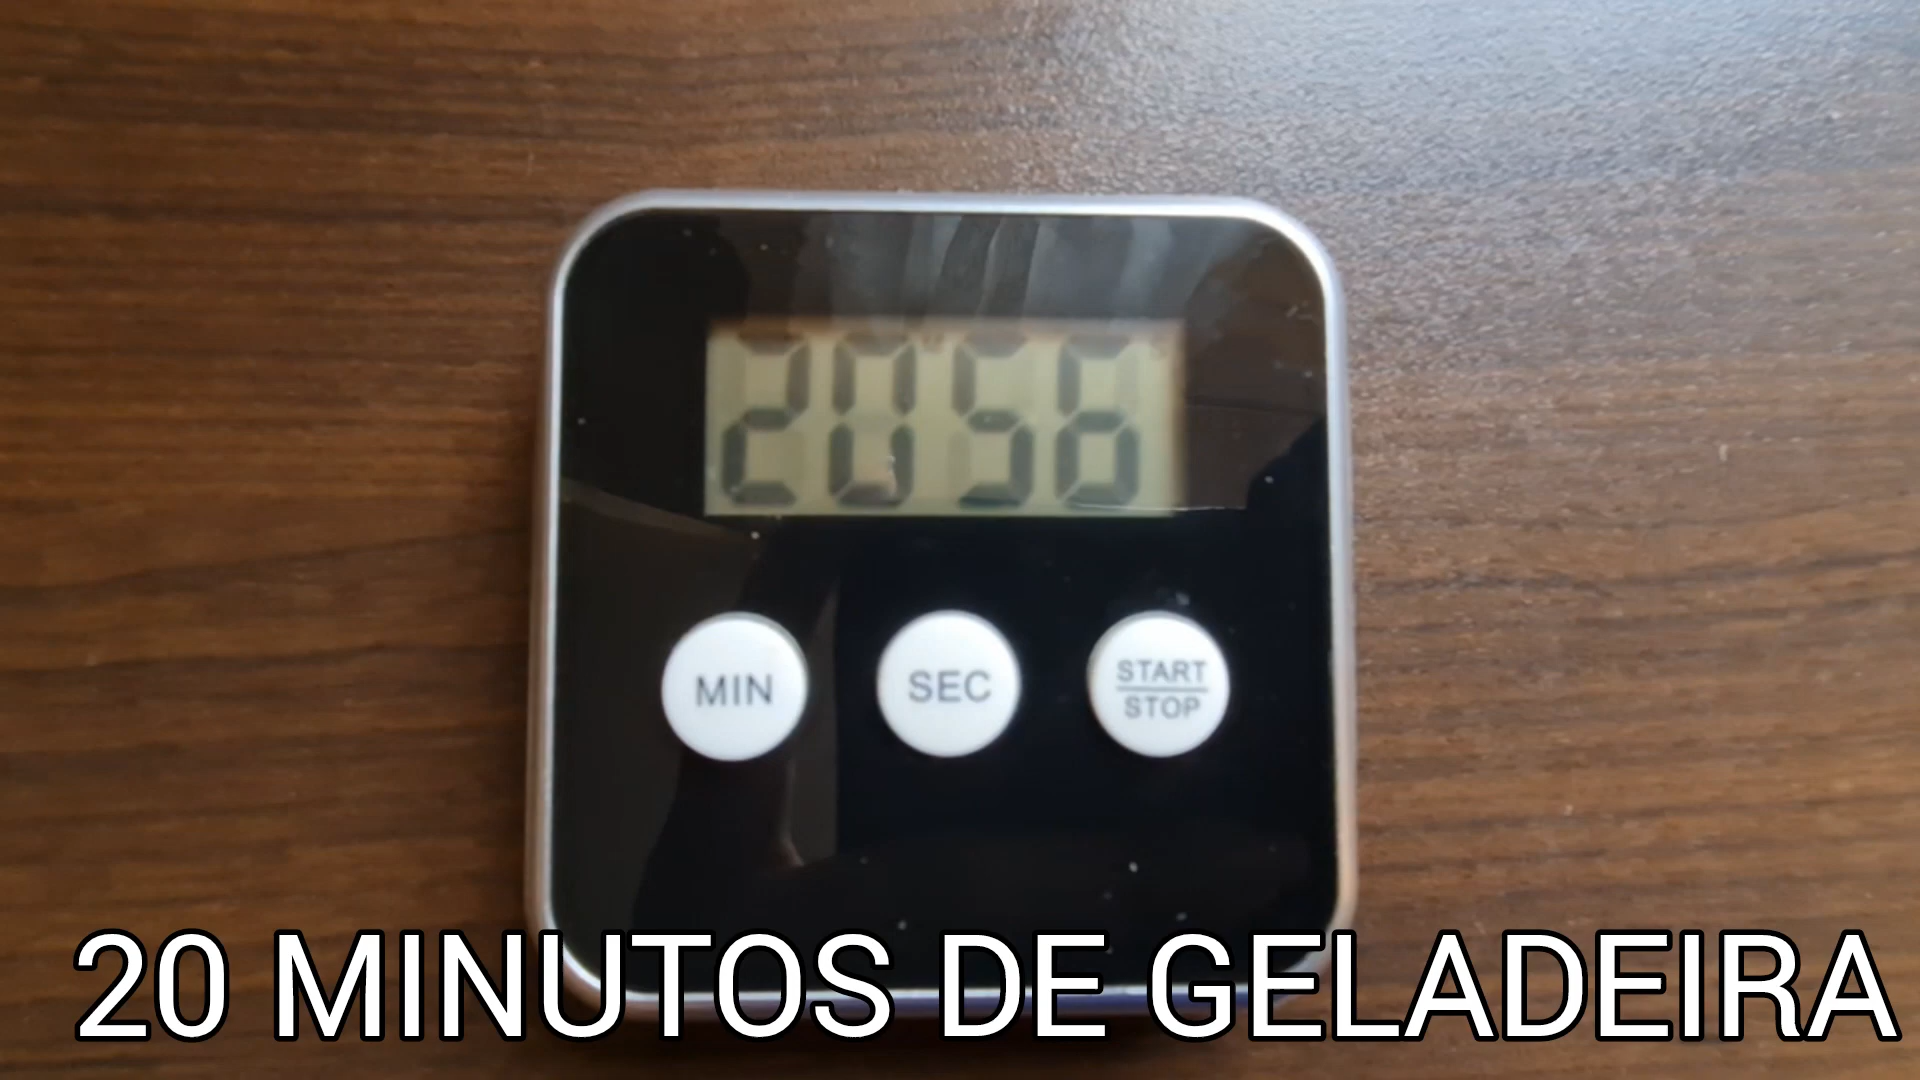 2056
MIN
SEC
START
STOP
20 MINUTOS DE GELADEIRA